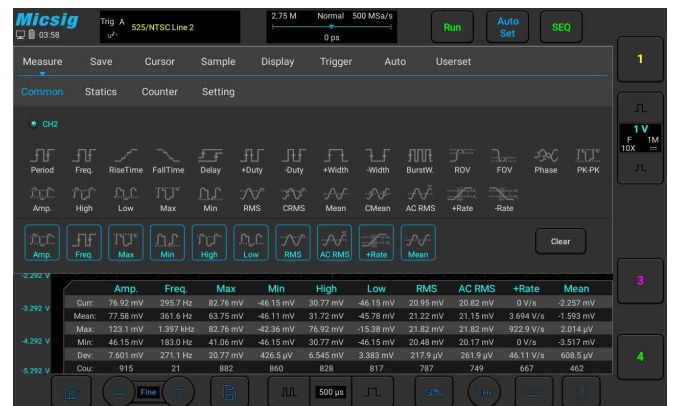 Micsig
03:58
Trig A
525/NTSC Line 2
2.75 M Normal 500 MSa/s
0 ps
Run
Auto Set
SEQ
Measure Save Cursor Sample Display Trigger Auto Userset
Common Statics Counter Setting
CH2
Period Freq. RiseTime FallTime Delay +Duty -Duty +Width -Width BurstW. ROV FOV Phase PK-PK
Amp. High Low Max Min RMS CRMS Mean CMean AC RMS +Rate -Rate
Amp. Freq. Max Min High Low RMS AC RMS +Rate Mean
Clear
1
1 V
F 1M
10X
3
4
-2.292 V
-3.292 V
-4.292 V
-5.292 V
Amp. Freq. Max Min High Low RMS AC RMS +Rate Mean
Curr: 76.92 mV 295.7 Hz 82.76 mV -46.15 mV 30.77 mV -46.15 mV 20.95 mV 20.82 mV 0 V/s -2.257 mV
Mean: 77.58 mV 361.6 Hz 63.75 mV -46.11 mV 31.72 mV -45.78 mV 21.22 mV 21.15 mV 3.694 V/s -1.593 mV
Max: 123.1 mV 1.397 kHz 82.76 mV -42.36 mV 76.92 mV -15.38 mV 21.82 mV 21.82 mV 922.9 V/s 2.014 μV
Min: 46.15 mV 183.0 Hz 41.06 mV -46.15 mV 30.77 mV -46.15 mV 20.48 mV 20.17 mV 0 V/s -3.517 mV
Dev: 7.601 mV 271.1 Hz 20.77 mV 426.5 μV 6.545 mV 3.383 mV 217.9 μV 261.9 μV 46.11 V/s 608.5 μV
Cou: 915 21 882 860 828 817 787 749 667 462
Fine
500 μs
50%